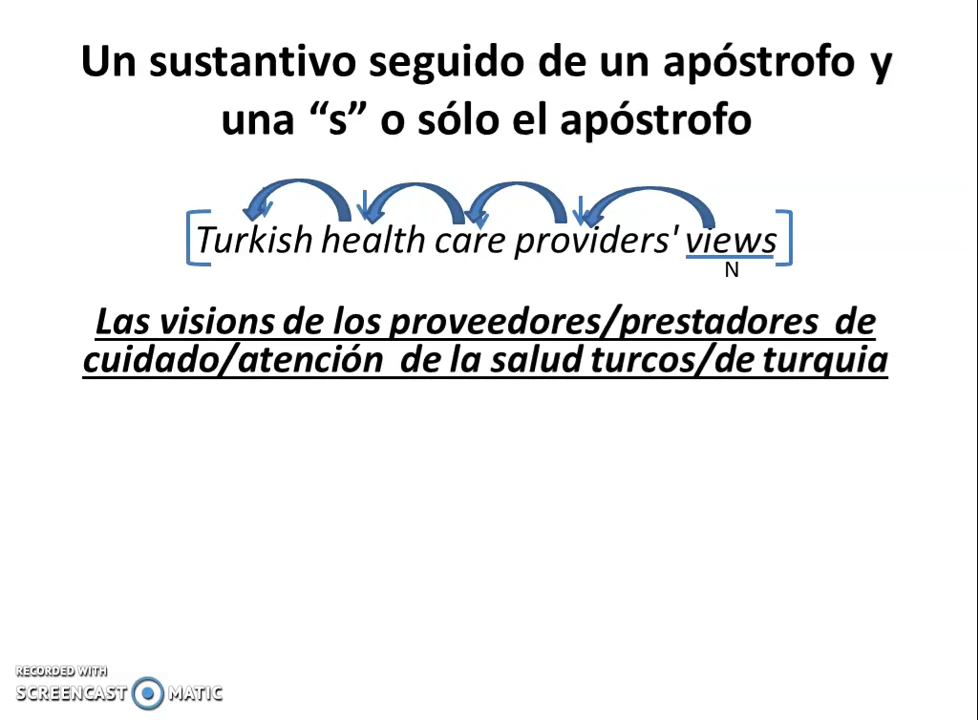 Un sustantivo seguido de un apóstrofo y
una “s” o sólo el apóstrofo
Turkish health care providers' views
N
Las visions de los proveedores/prestadores de
cuidado/atención de la salud turcos/de turquia
RECORDED WITH
SCREENCAST MATIC